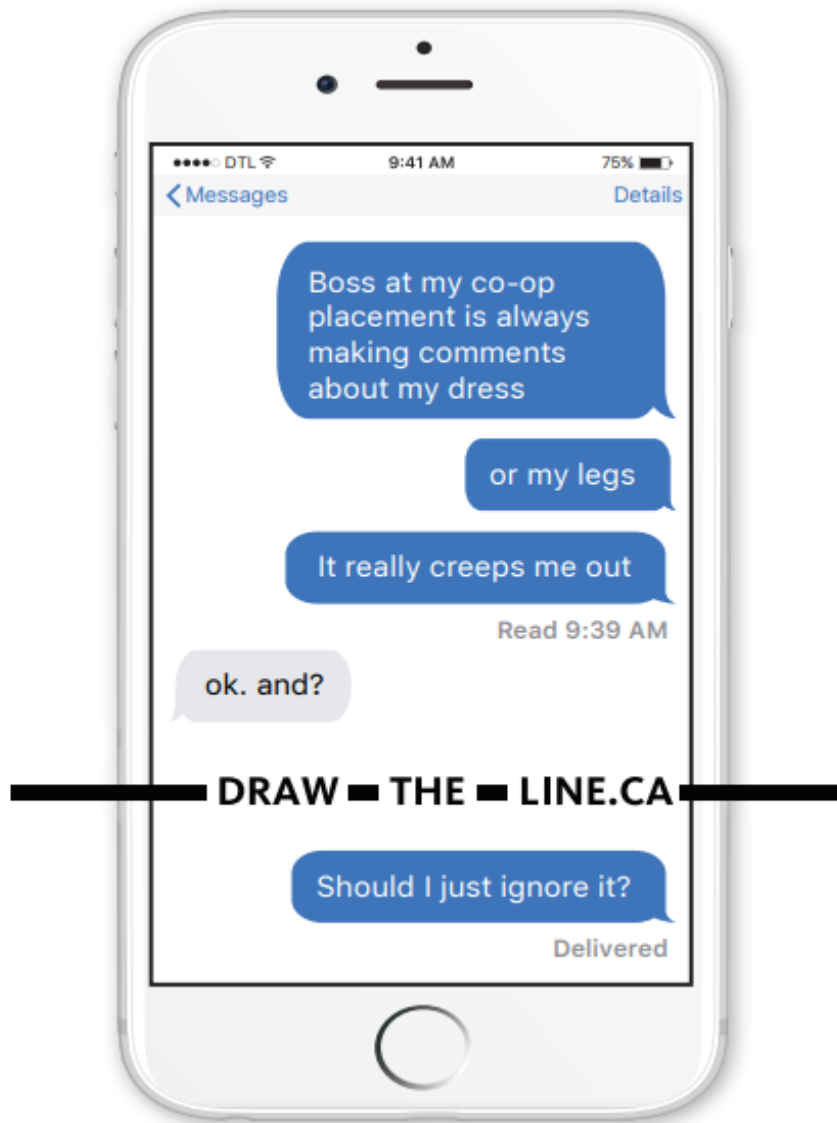 DTL 9:41 AM 75%
Messages Details
Boss at my co-op
placement is always
making comments
about my dress
or my legs
It really creeps me out
Read 9:39 AM
ok. and?
DRAW THE LINE.CA
Should I just ignore it?
Delivered